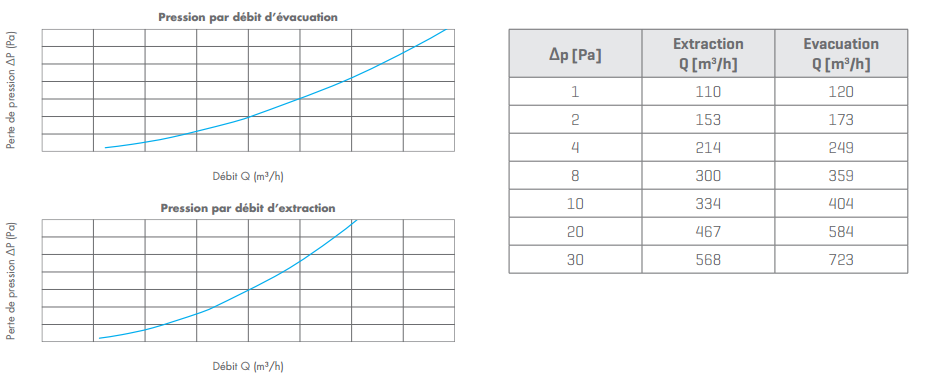 Pression par débit d’évacuation
Perte de pression ΔP (Pa)
Débit Q (m³/h)
Pression par débit d’extraction
Perte de pression ΔP (Pa)
Débit Q (m³/h)
Δp [Pa] Extraction Q [m³/h] Evacuation Q [m³/h]
1 110 120
2 153 173
4 214 249
8 300 359
10 334 404
20 467 584
30 568 723